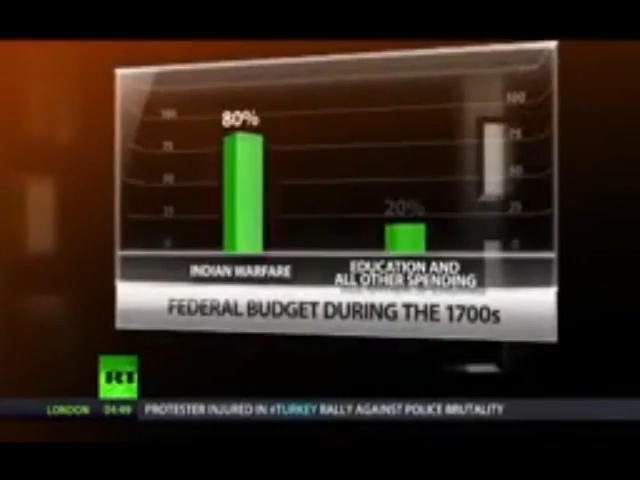 80%
100
75
50
25
0
20%
100
75
50
25
0
INDIAN WARFARE
EDUCATION AND
ALL OTHER SPENDING
FEDERAL BUDGET DURING THE 1700s
RT
LONDON 04:49 PROTESTER INJURED IN #TURKEY RALLY AGAINST POLICE BRUTALITY